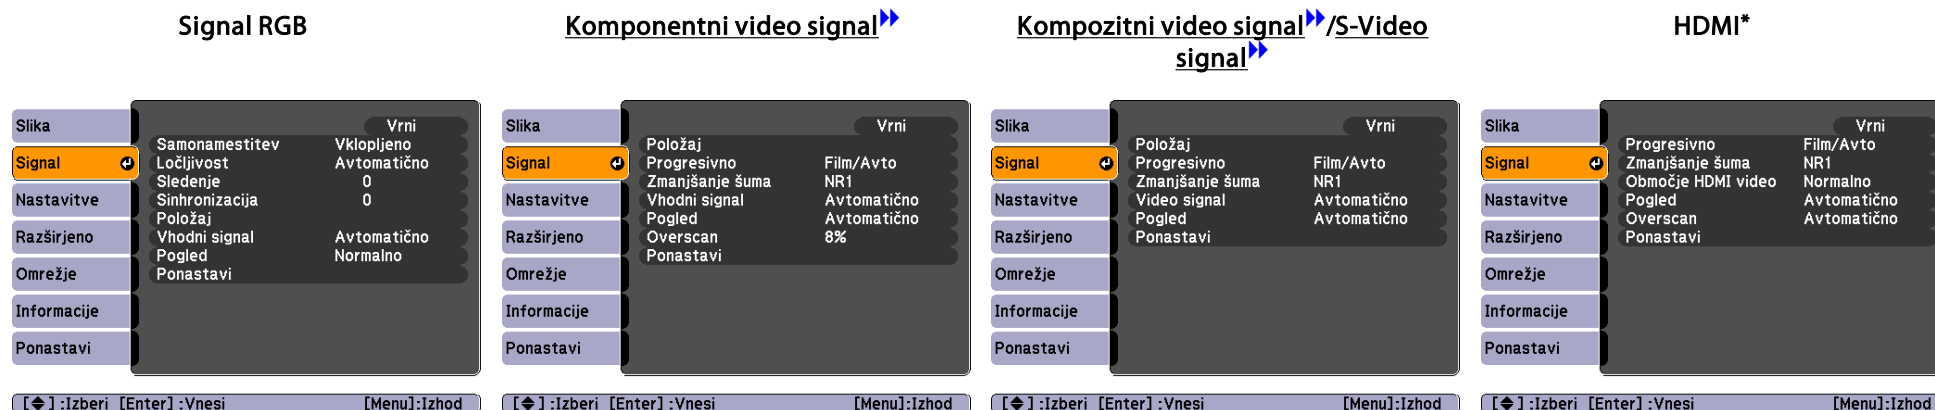 Signal RGB
Komponentni video signal
Kompozitni video signal/S-Video
signal
HDMI*
Slika
Signal
Nastavitve
Razširjeno
Omrežje
Informacije
Ponastavi
Vrni
Samonamestitev Vklopljeno
Ločljivost Avtomatično
Sledenje 0
Sinhronizacija 0
Položaj
Vhodni signal Avtomatično
Pogled Normalno
Ponastavi
[◆] :Izberi [Enter] :Vnesi [Menu]:Izhod
Slika
Signal
Nastavitve
Razširjeno
Omrežje
Informacije
Ponastavi
Vrni
Položaj
Progresivno Film/Avto
Zmanjšanje šuma NR1
Vhodni signal Avtomatično
Pogled Avtomatično
Overscan 8%
Ponastavi
[◆] :Izberi [Enter] :Vnesi [Menu]:Izhod
Slika
Signal
Nastavitve
Razširjeno
Omrežje
Informacije
Ponastavi
Vrni
Položaj
Progresivno Film/Avto
Zmanjšanje šuma NR1
Video signal Avtomatično
Pogled Avtomatično
Ponastavi
[◆] :Izberi [Enter] :Vnesi [Menu]:Izhod
Slika
Signal
Nastavitve
Razširjeno
Omrežje
Informacije
Ponastavi
Vrni
Progresivno Film/Avto
Zmanjšanje šuma NR1
Območje HDMI video Normalno
Pogled Avtomatično
Overscan Avtomatično
Ponastavi
[◆] :Izberi [Enter] :Vnesi [Menu]:Izhod